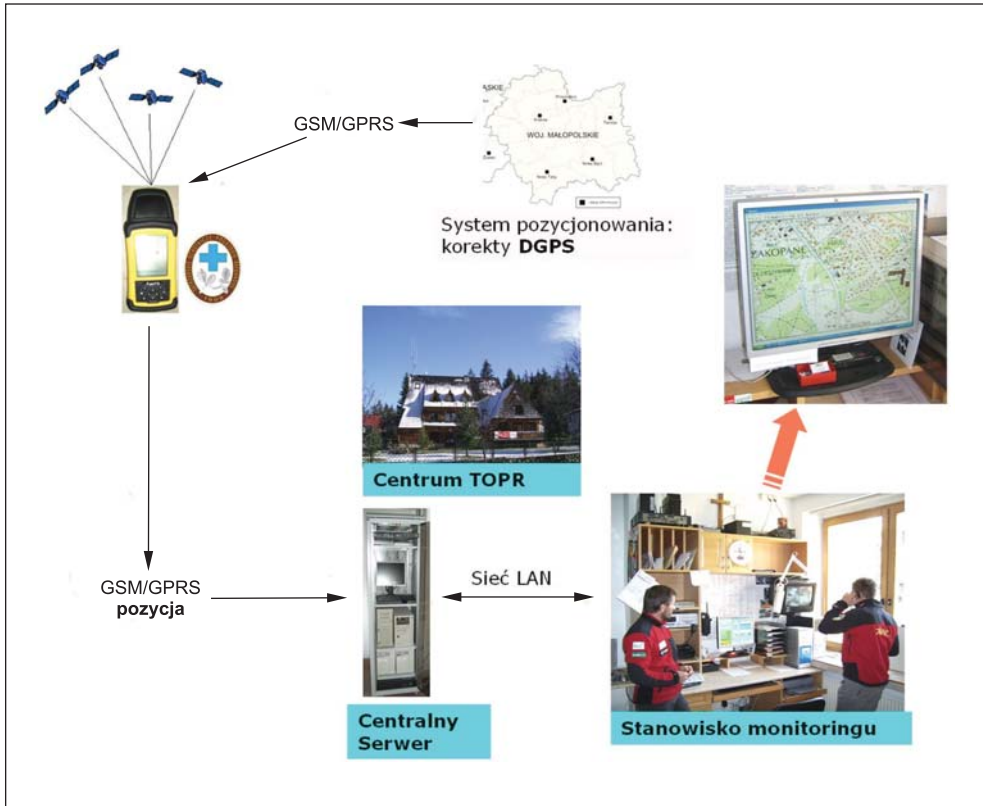 GSM/GPRS
WOJ. MAŁOPOLSKIE
System pozycjonowania:
korekty DGPS
ZAKOPANE
Centrum TOPR
GSM/GPRS
pozycja
Sieć LAN
Centralny
Serwer
Stanowisko monitoringu